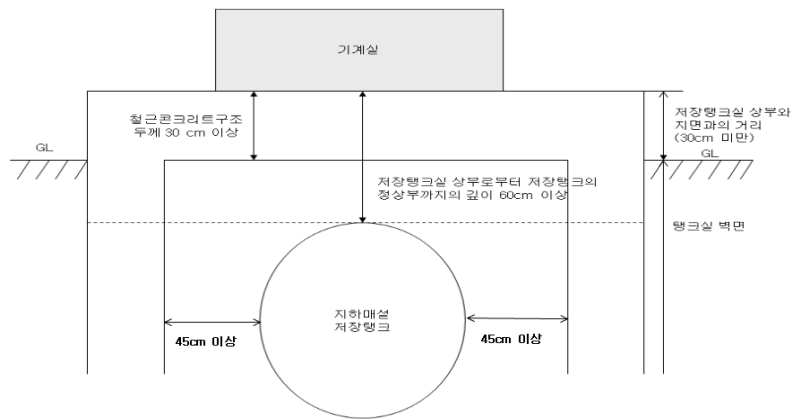 기계실
철근콘크리트구조
두께 30 cm 이상
저장탱크실 상부와
지면과의 거리
(30cm 미만)
GL
GL
저장탱크실 상부로부터 저장탱크의
정상부까지의 깊이 60cm 이상
탱크실 벽면
지하매설
저장탱크
45cm 이상
45cm 이상